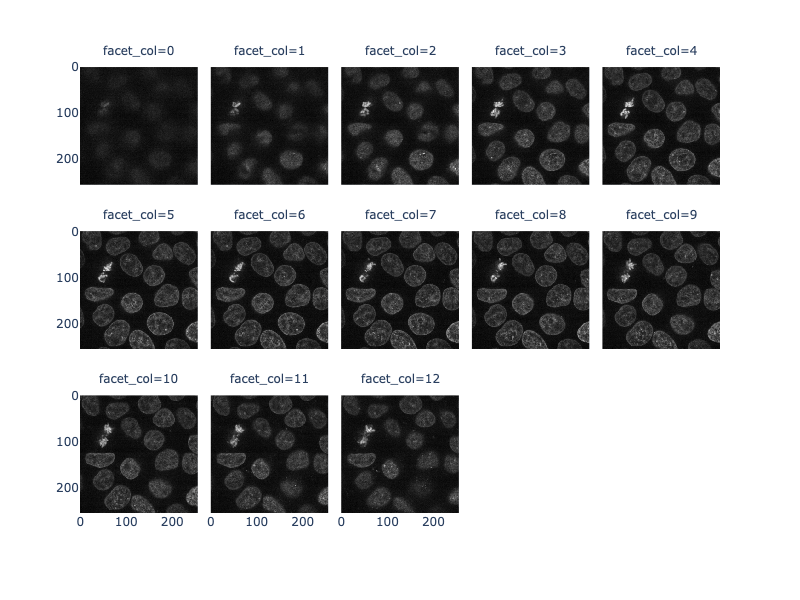 facet_col=0 facet_col=1 facet_col=2 facet_col=3 facet_col=4
0
100
200
facet_col=5 facet_col=6 facet_col=7 facet_col=8 facet_col=9
0
100
200
facet_col=10 facet_col=11 facet_col=12
0
100
200
0 100 200 0 100 200 0 100 200